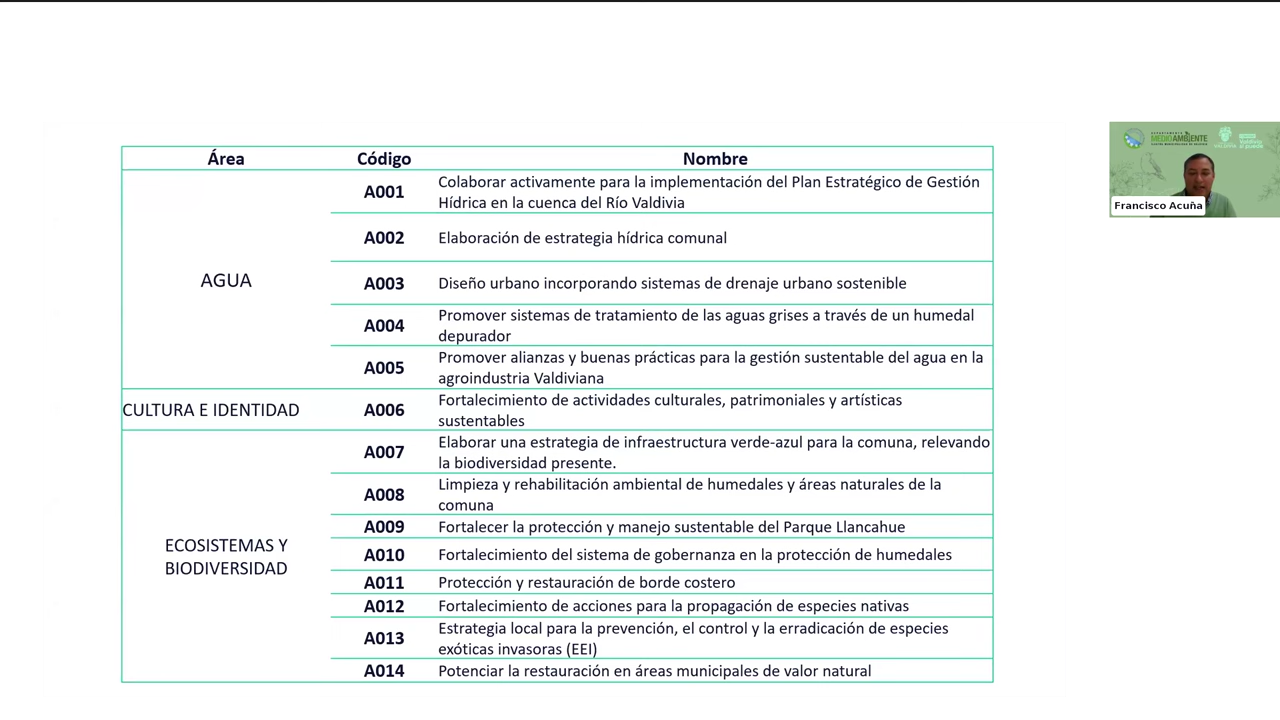 Área Código Nombre
AGUA
A001 Colaborar activamente para la implementación del Plan Estratégico de Gestión
Hídrica en la cuenca del Río Valdivia
A002 Elaboración de estrategia hídrica comunal
A003 Diseño urbano incorporando sistemas de drenaje urbano sostenible
A004 Promover sistemas de tratamiento de las aguas grises a través de un humedal
depurador
A005 Promover alianzas y buenas prácticas para la gestión sustentable del agua en la
agroindustria Valdiviana
CULTURA E IDENTIDAD
A006 Fortalecimiento de actividades culturales, patrimoniales y artísticas
sustentables
ECOSISTEMAS Y
BIODIVERSIDAD
A007 Elaborar una estrategia de infraestructura verde-azul para la comuna, relevando
la biodiversidad presente.
A008 Limpieza y rehabilitación ambiental de humedales y áreas naturales de la
comuna
A009 Fortalecer la protección y manejo sustentable del Parque Llancahue
A010 Fortalecimiento del sistema de gobernanza en la protección de humedales
A011 Protección y restauración de borde costero
A012 Fortalecimiento de acciones para la propagación de especies nativas
A013 Estrategia local para la prevención, el control y la erradicación de especies
exóticas invasoras (EEI)
A014 Potenciar la restauración en áreas municipales de valor natural
MEDIOAMBIENTE
Francisco Acuña